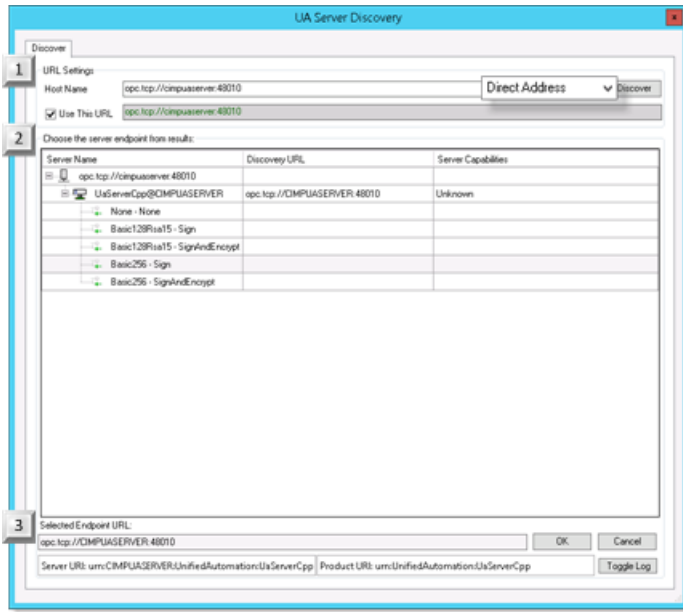 UA Server Discovery
Discover
1
URL Settings
Host Name opc.tcp://cimpuaserver:48010 Direct Address Discover
Use This URL opc.tcp://cimpuaserver:48010
2
Choose the server endpoint from results:
Server Name Discovery URL Server Capabilities
opc.tcp://cimpuaserver:48010
UaServerCpp@CIMPUASERVER opc.tcp://CIMPUASERVER:48010 Unknown
None - None
Basic128Rsa15 - Sign
Basic128Rsa15 - SignAndEncrypt
Basic256 - Sign
Basic256 - SignAndEncrypt
3
Selected Endpoint URL:
opc.tcp://CIMPUASERVER:48010 OK Cancel
Server URI: urn:CIMPUASERVER:UnifiedAutomation:UaServerCpp Product URI: urn:UnifiedAutomation:UaServerCpp Toggle Log